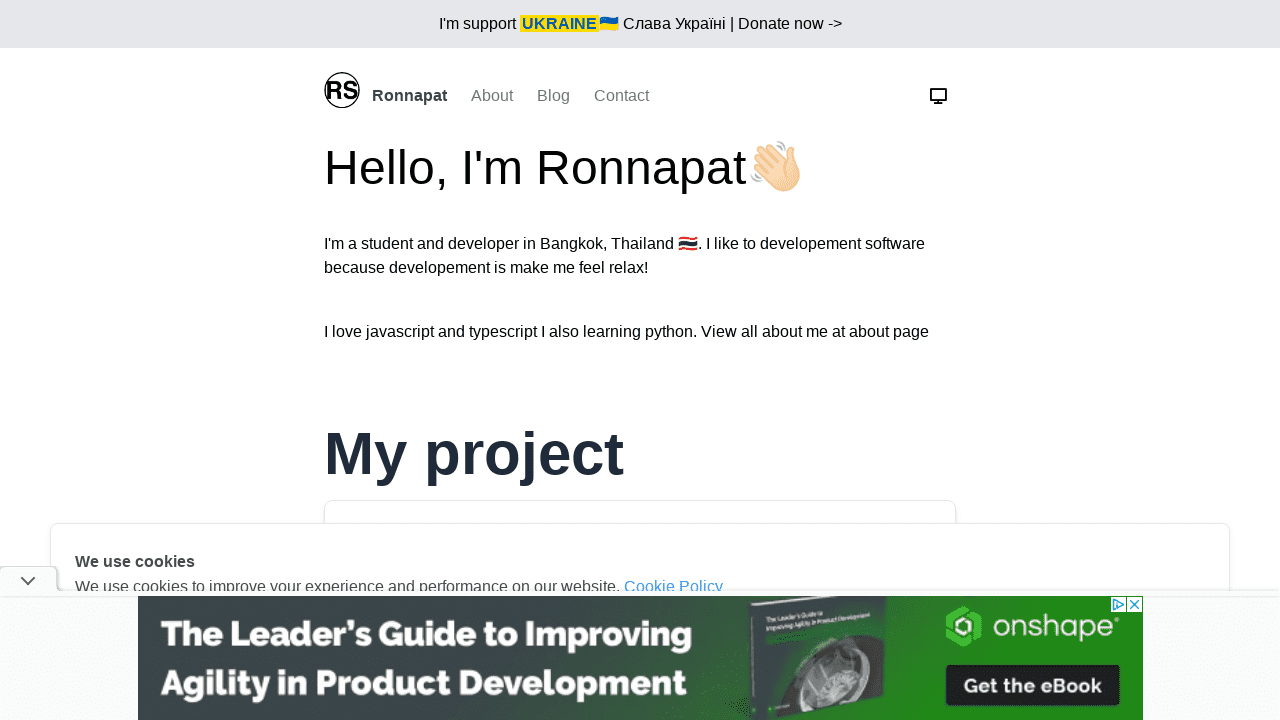 I'm support UKRAINE🇺🇦 Слава Україні | Donate now ->
RS Ronnapat About Blog Contact
Hello, I'm Ronnapat👋🏻
I'm a student and developer in Bangkok, Thailand 🇹🇭. I like to developement software
because developement is make me feel relax!
I love javascript and typescript I also learning python. View all about me at about page
My project
We use cookies
We use cookies to improve your experience and performance on our website. Cookie Policy
The Leader's Guide to Improving
Agility in Product Development
The Leader's Guide to
Improving Agility in Product Development
onshape®
Get the eBook